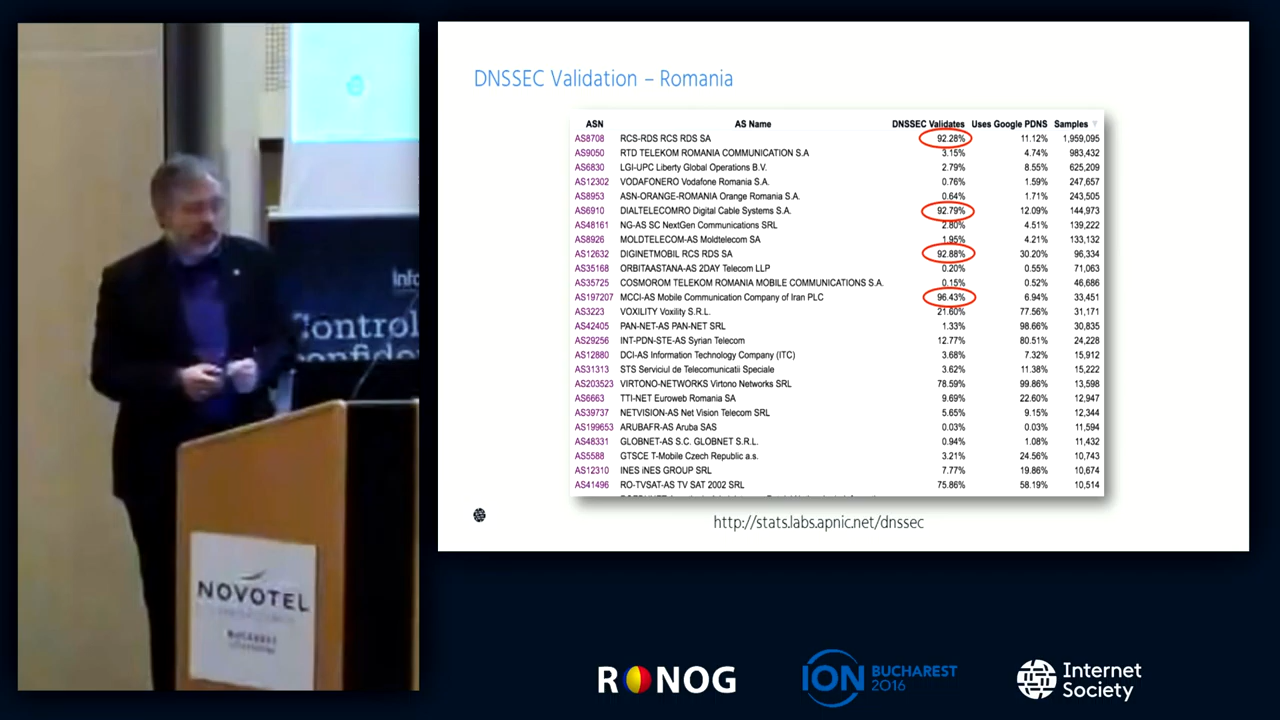 DNSSEC Validation – Romania
ASN AS Name DNSSEC Validates Uses Google PDNS Samples
AS8708 RCS-RDS RCS RDS SA 92.28% 11.12% 1,959,095
AS9050 RTD TELEKOM ROMANIA COMMUNICATION S.A 3.15% 4.74% 983,432
AS6830 LGI-UPC Liberty Global Operations B.V. 2.79% 8.55% 625,209
AS12302 VODAFONERO Vodafone Romania S.A. 0.76% 1.59% 247,657
AS8953 ASN-ORANGE-ROMANIA Orange Romania S.A. 0.64% 1.71% 243,505
AS6910 DIALTELECOMRO Digital Cable Systems S.A. 92.79% 12.09% 144,973
AS48161 NG-AS SC NextGen Communications SRL 2.80% 4.51% 139,222
AS8926 MOLDTELECOM-AS Moldtelecom SA 1.95% 4.21% 133,132
AS12632 DIGINETMOBIL RCS RDS SA 92.88% 30.20% 96,334
AS35168 ORBITAASTANA-AS 2DAY Telecom LLP 0.20% 0.55% 71,063
AS35725 COSMOROM TELEKOM ROMANIA MOBILE COMMUNICATIONS S.A. 0.15% 0.52% 46,686
AS197207 MCCI-AS Mobile Communication Company of Iran PLC 96.43% 6.94% 33,451
AS3223 VOXILITY Voxility S.R.L. 21.60% 77.56% 31,171
AS42405 PAN-NET-AS PAN-NET SRL 1.33% 98.66% 30,835
AS29256 INT-PDN-STE-AS Syrian Telecom 12.77% 80.51% 24,228
AS12880 DCI-AS Information Technology Company (ITC) 3.68% 7.32% 15,912
AS31313 STS Serviciul de Telecomunicatii Speciale 3.62% 11.38% 15,222
AS203523 VIRTONO-NETWORKS Virtono Networks SRL 78.59% 99.86% 13,598
AS6663 TTI-NET Euroweb Romania SA 9.69% 22.60% 12,947
AS39737 NETVISION-AS Net Vision Telecom SRL 5.65% 9.15% 12,344
AS199653 ARUBAFR-AS Aruba SAS 0.03% 0.03% 11,594
AS48331 GLOBNET-AS S.C. GLOBNET S.R.L. 0.94% 1.08% 11,432
AS5588 GTSCE T-Mobile Czech Republic a.s. 3.21% 24.56% 10,743
AS12310 INES iNES GROUP SRL 7.77% 19.86% 10,674
AS41496 RO-TVSAT-AS TV SAT 2002 SRL 75.86% 58.19% 10,514
http://stats.labs.apnic.net/dnssec
info
Control
confide
NOVOTEL
BUCHAREST
RONOG
ION BUCHAREST
2016
Internet
Society